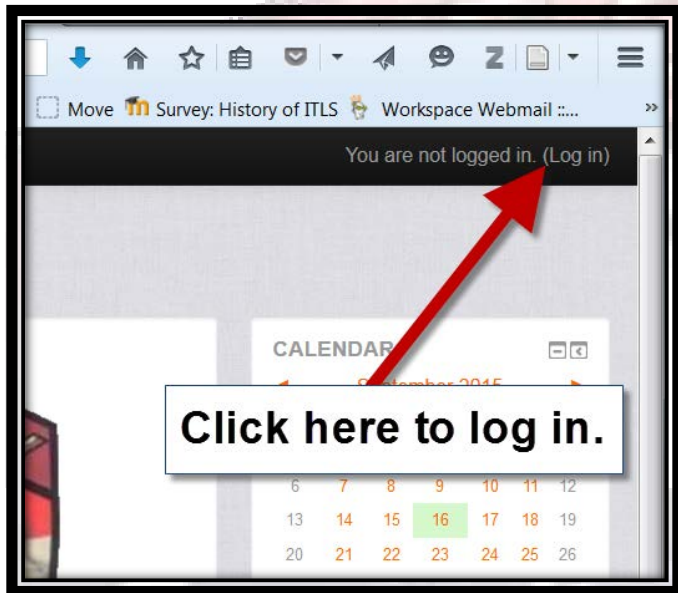 Z
Move Survey: History of ITLS Workspace Webmail ::... »
You are not logged in. (Log in)
CALENDAR
Click here to log in.
6 7 8 9 10 11 12
13 14 15 16 17 18 19
20 21 22 23 24 25 26